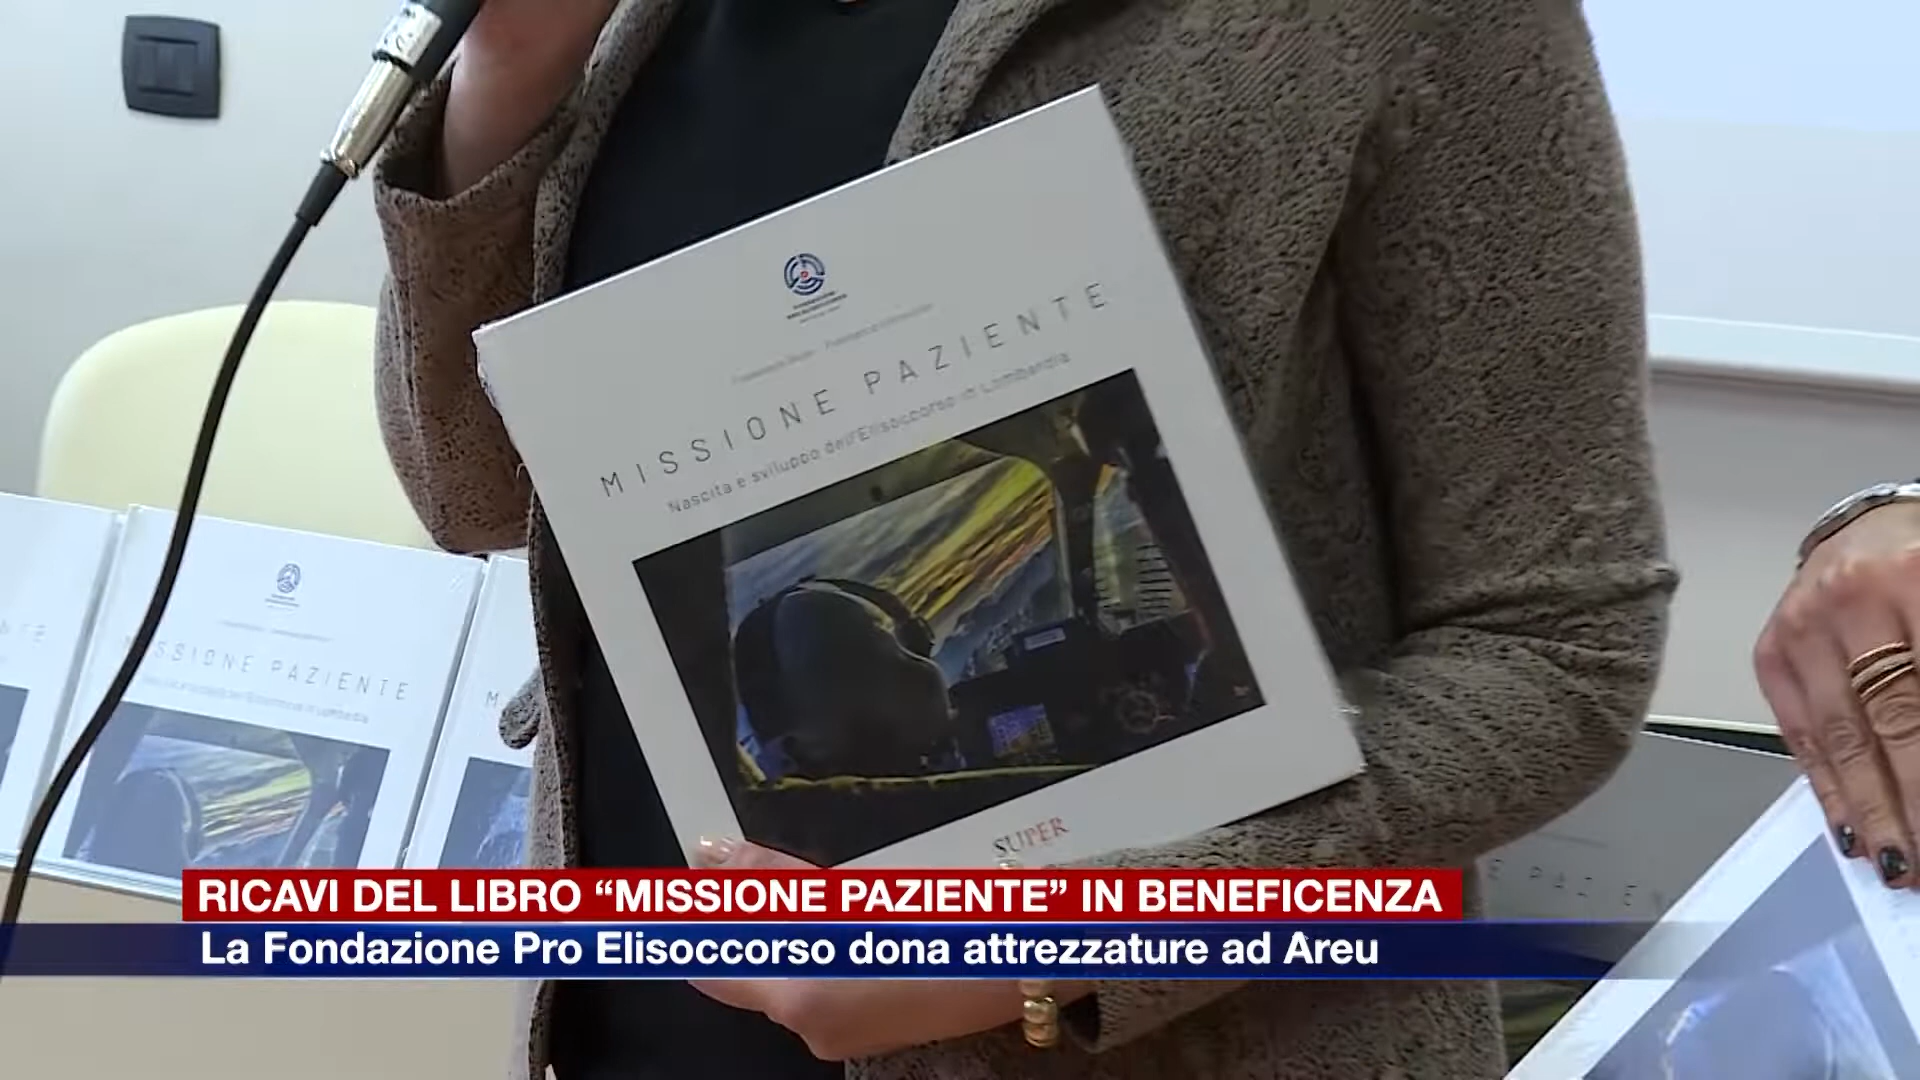 MISSIONE PAZIENTE
Nascita e sviluppo dell'Elisoccorso in Lombardia
SUPER
MISSIONE PAZIENTE
RICAVI DEL LIBRO “MISSIONE PAZIENTE” IN BENEFICENZA
La Fondazione Pro Elisoccorso dona attrezzature ad Areu